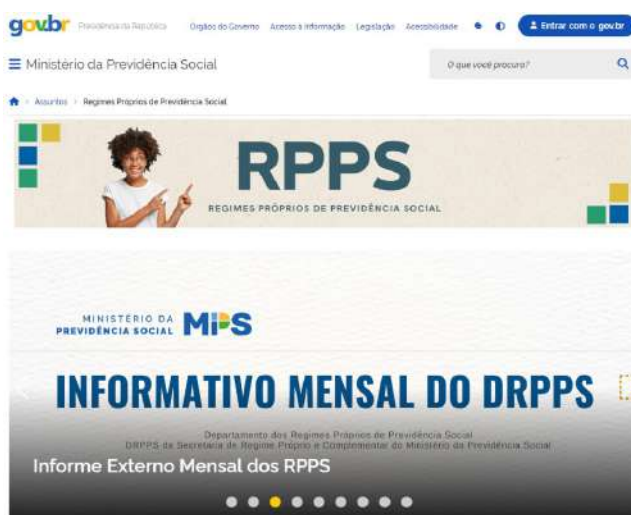 gov.br Presidência da República Órgãos do Governo Acesso à Informação Legislação Acessibilidade Entrar com o gov.br
Ministério da Previdência Social O que você procura?
Assuntos > Regimes Próprios de Previdência Social
RPPS
REGIMES PRÓPRIOS DE PREVIDÊNCIA SOCIAL
MINISTÉRIO DA
PREVIDÊNCIA SOCIAL MPS
INFORMATIVO MENSAL DO DRPPS
Departamento dos Regimes Próprios de Previdência Social
DRPPS da Secretaria de Regime Próprio e Complementar do Ministério da Previdência Social
Informe Externo Mensal dos RPPS